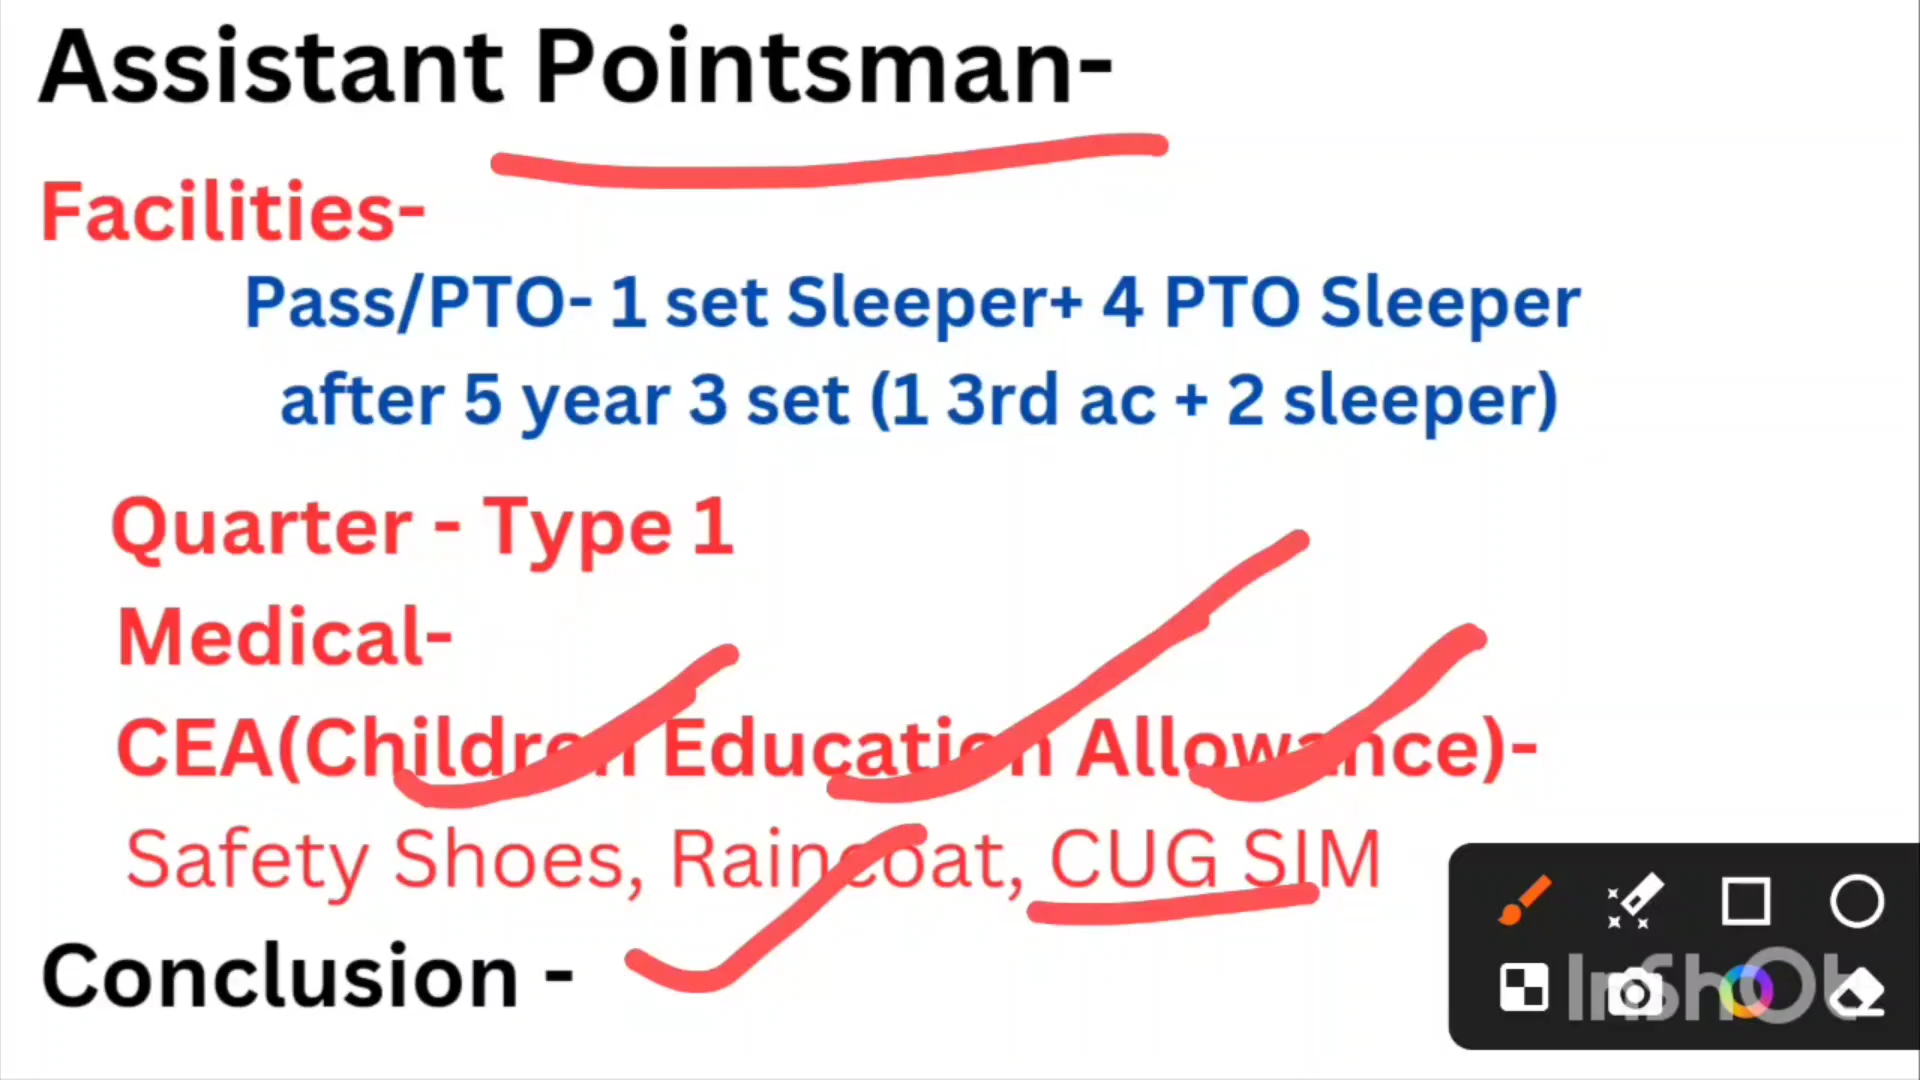 Assistant Pointsman-
Facilities-
Pass/PTO- 1 set Sleeper+ 4 PTO Sleeper
after 5 year 3 set (1 3rd ac + 2 sleeper)
Quarter - Type 1
Medical-
CEA(Children Education Allowance)-
Safety Shoes, Raincoat, CUG SIM
Conclusion -
InShOt